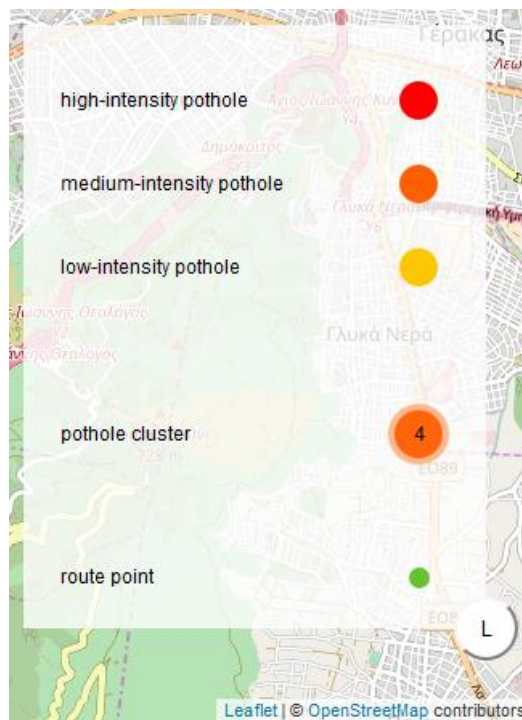 Γέρακας
high-intensity pothole
medium-intensity pothole
low-intensity pothole
Γλυκά Νερά
pothole cluster
4
ΕΟ89
route point
L
Leaflet | © OpenStreetMap contributors